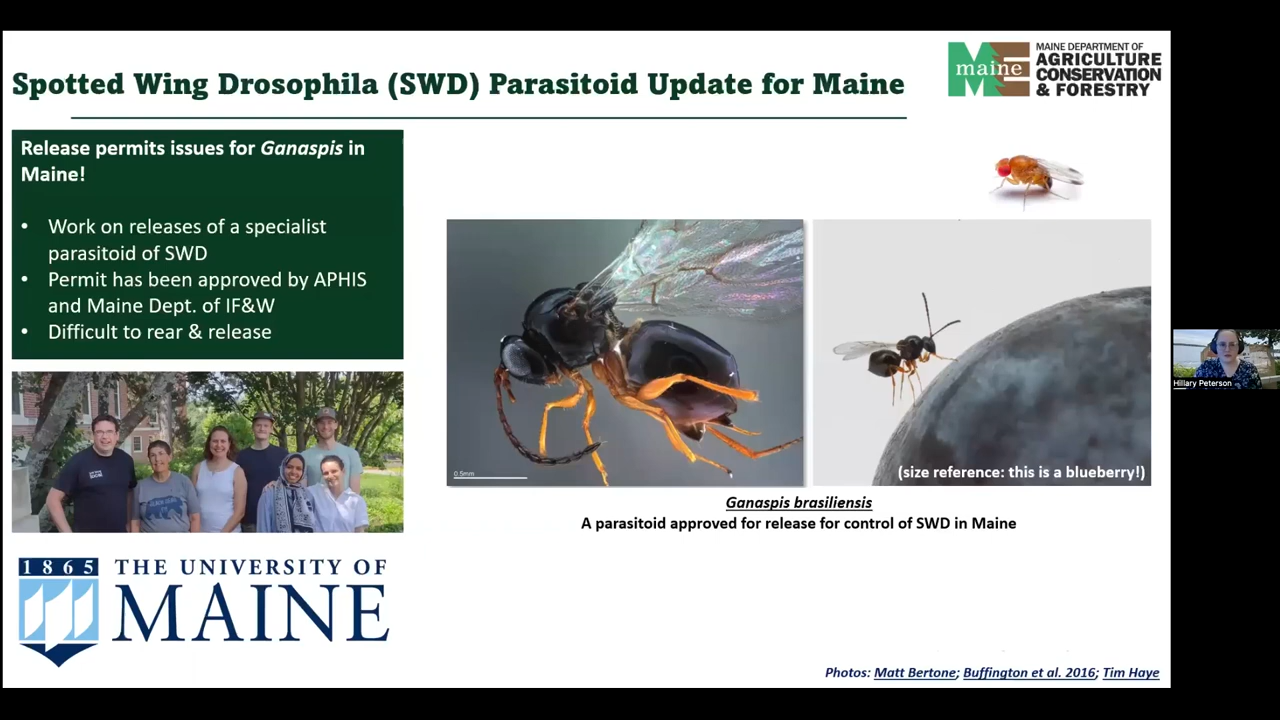 Spotted Wing Drosophila (SWD) Parasitoid Update for Maine
maine
MAINE DEPARTMENT OF
AGRICULTURE
CONSERVATION
& FORESTRY
Release permits issues for Ganaspis in
Maine!
• Work on releases of a specialist
parasitoid of SWD
• Permit has been approved by APHIS
and Maine Dept. of IF&W
• Difficult to rear & release
0.5mm
(size reference: this is a blueberry!)
Ganaspis brasiliensis
A parasitoid approved for release for control of SWD in Maine
Hillary Peterson
1865
THE UNIVERSITY OF
MAINE
Photos: Matt Bertone; Buffington et al. 2016; Tim Haye